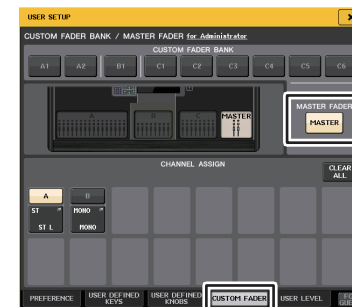 USER SETUP
CUSTOM FADER BANK / MASTER FADER for Administrator
CUSTOM FADER BANK
A1 A2 B1 C1 C2 C3 C4 C5 C6
MASTER FADER
MASTER
A B C MASTER
CHANNEL ASSIGN
CLEAR
ALL
A B
ST MONO
ST L MONO
PREFERENCE USER DEFINED
KEYS USER DEFINED
KNOBS CUSTOM FADER USER LEVEL